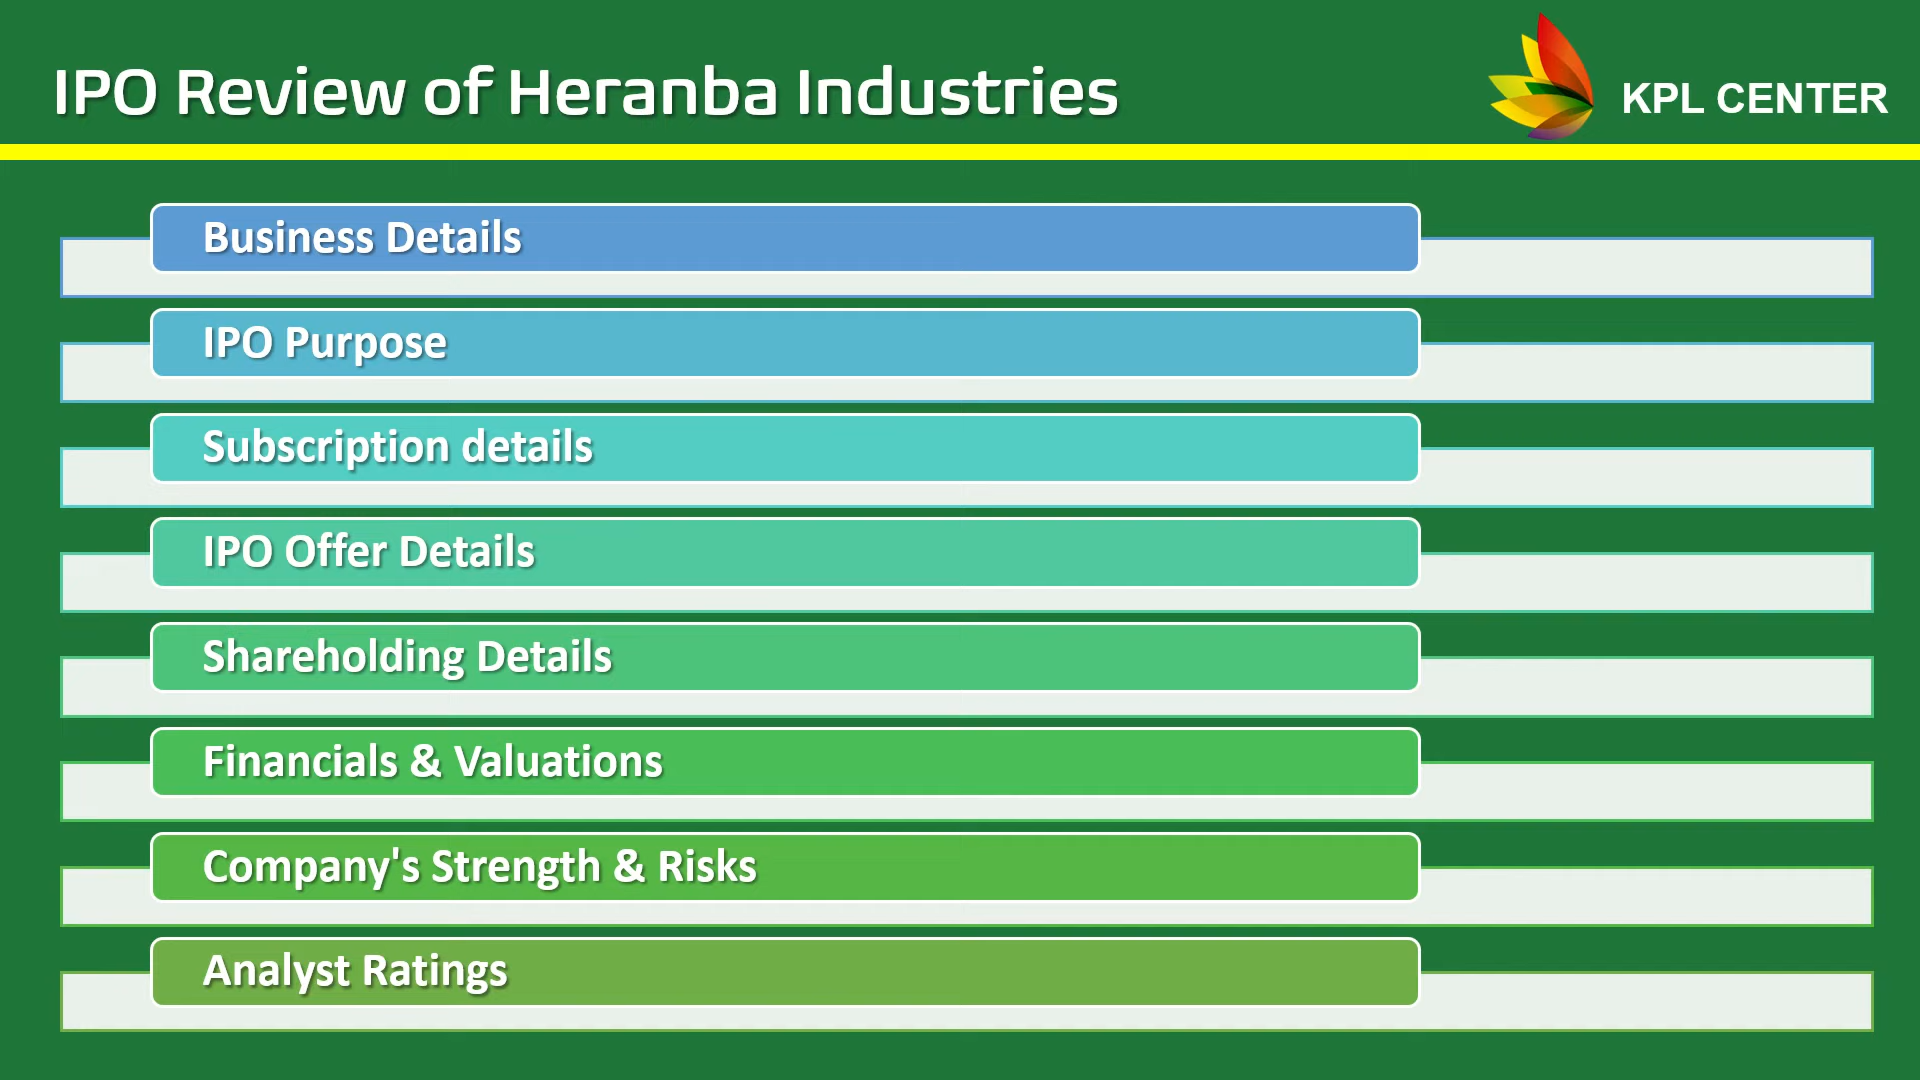 IPO Review of Heranba Industries
KPL CENTER
Business Details
IPO Purpose
Subscription details
IPO Offer Details
Shareholding Details
Financials & Valuations
Company's Strength & Risks
Analyst Ratings